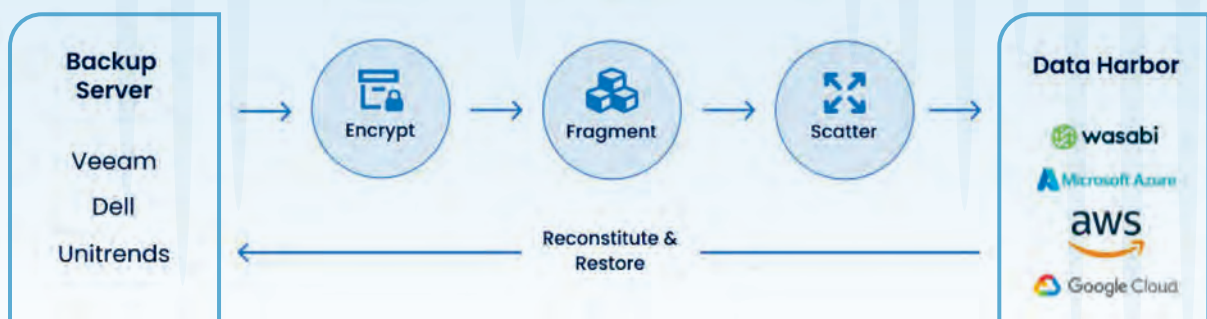 Backup
Server
Veeam
Dell
Unitrends
Encrypt
Fragment
Scatter
Reconstitute &
Restore
Data Harbor
wasabi
Microsoft Azure
aws
Google Cloud